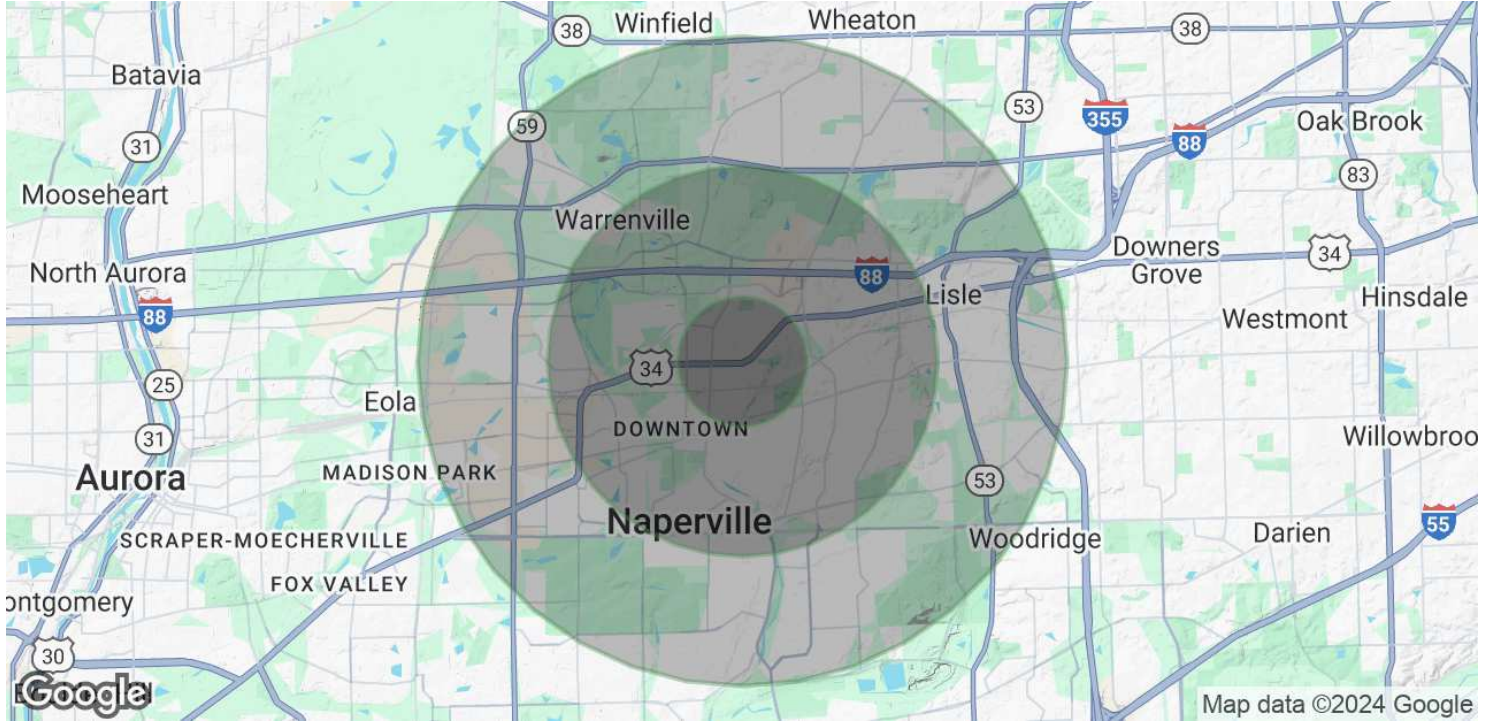 Winfield
Wheaton
38
38
Batavia
59
53
355
88
Oak Brook
31
83
Mooseheart
Warrenville
Downers
Grove
34
North Aurora
88
88
Lisle
Hinsdale
Westmont
34
25
Eola
31
DOWNTOWN
Willowbroo
Aurora
MADISON PARK
53
Naperville
55
SCRAPER-MOECHERVILLE
Woodridge
Darien
FOX VALLEY
ontgomery
30
Google
Map data ©2024 Google